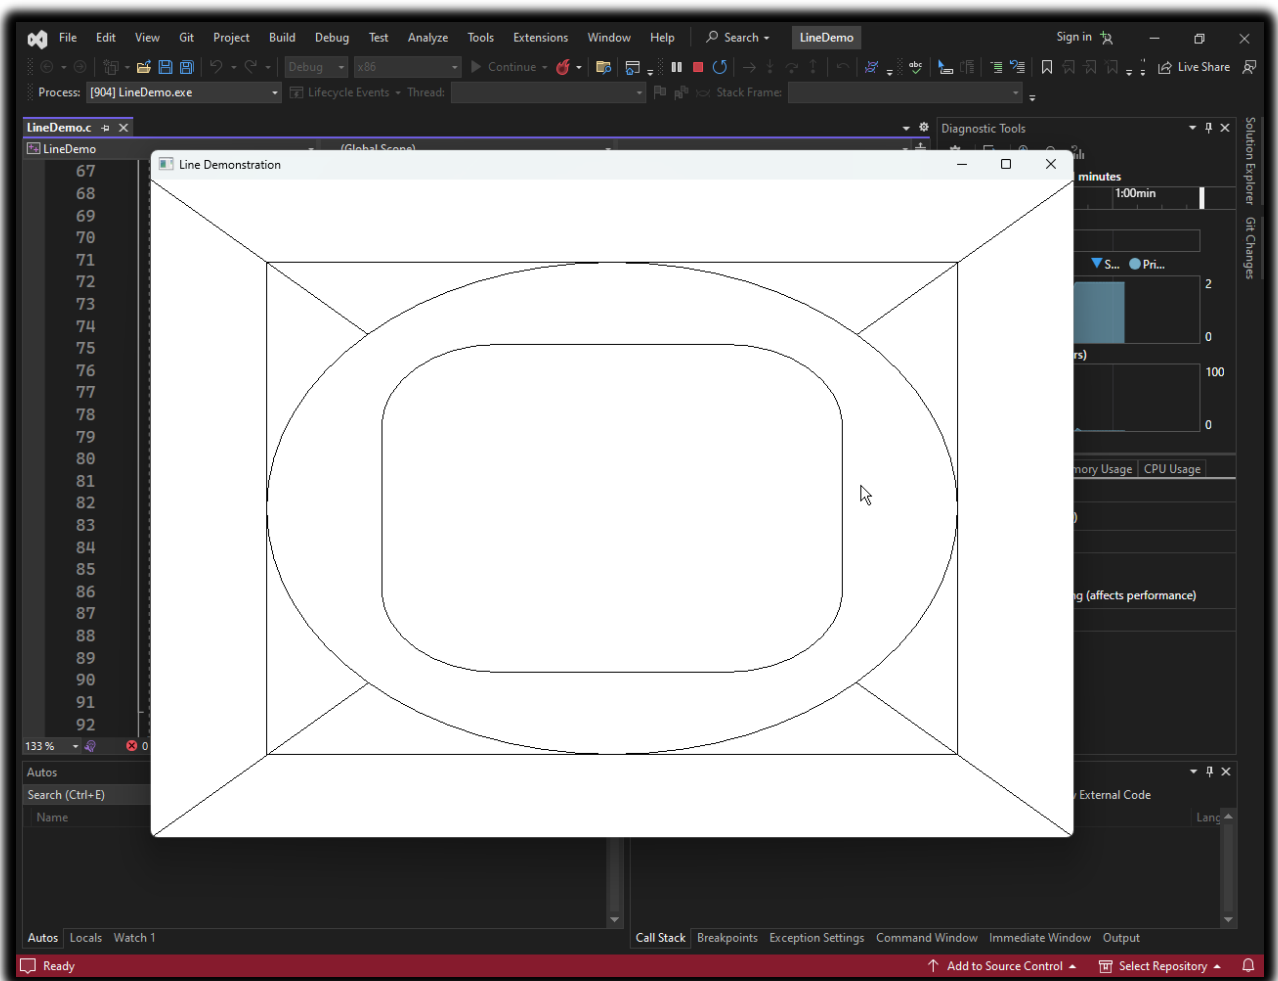 File Edit View Git Project Build Debug Test Analyze Tools Extensions Window Help Search LineDemo Sign in
Debug x86 Continue Live Share
Process: [904] LineDemo.exe Lifecycle Events Thread: Stack Frame:
LineDemo.c Diagnostic Tools
LineDemo (Global Scope)
Line Demonstration
67
minutes
68
1:00min
69
70
71
S... Pri...
72
2
73
74
0
75
rs)
76
100
77
78
79
0
80
mory Usage CPU Usage
81
82
)
83
84
85
86
ng (affects performance)
87
88
89
90
91
92
133 % 0
Autos
Search (Ctrl+E) External Code
Name Lang
Autos Locals Watch 1 Call Stack Breakpoints Exception Settings Command Window Immediate Window Output
Ready Add to Source Control Select Repository
Solution Explorer
Git Changes